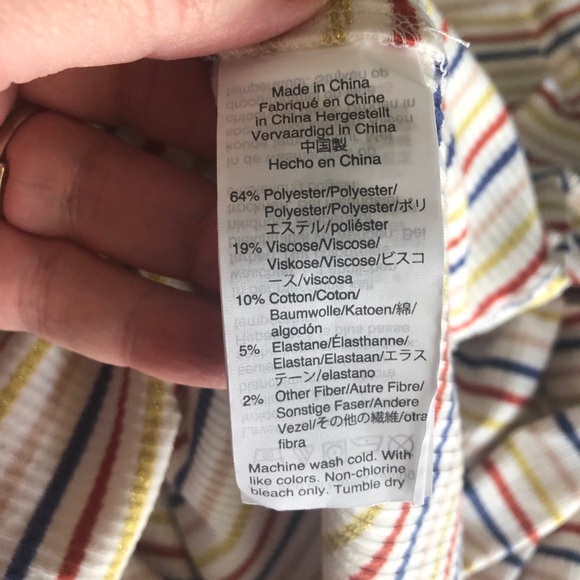 Made in China
Fabriqué en Chine
in China Hergestellt
Vervaardigd in China
中国製
Hecho en China
64% Polyester/Polyester/
Polyester/Polyester/ポリ
エステル/poliéster
19% Viscose/Viscose/
Viskose/Viscose/ビスコ
ース/viscosa
10% Cotton/Coton/
Baumwolle/Katoen/綿/
algodón
5% Elastane/Élasthanne/
Elastan/Elastaan/エラス
テーン/elastano
2% Other Fiber/Autre Fibre/
Sonstige Faser/Andere
Vezel/その他の繊維/otra
fibra
Machine wash cold. With
like colors. Non-chlorine
bleach only. Tumble dry